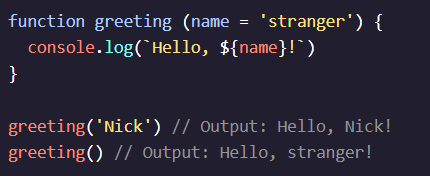 function greeting (name = 'stranger') {
  console.log(`Hello, ${name}!`)
}

greeting('Nick') // Output: Hello, Nick!
greeting() // Output: Hello, stranger!